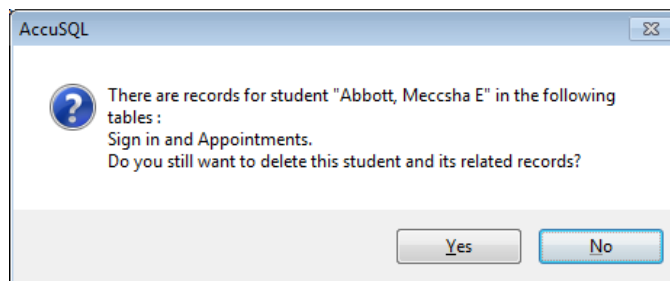 AccuSQL
There are records for student "Abbott, Meccsha E" in the following
tables :
Sign in and Appointments.
Do you still want to delete this student and its related records?
Yes
No